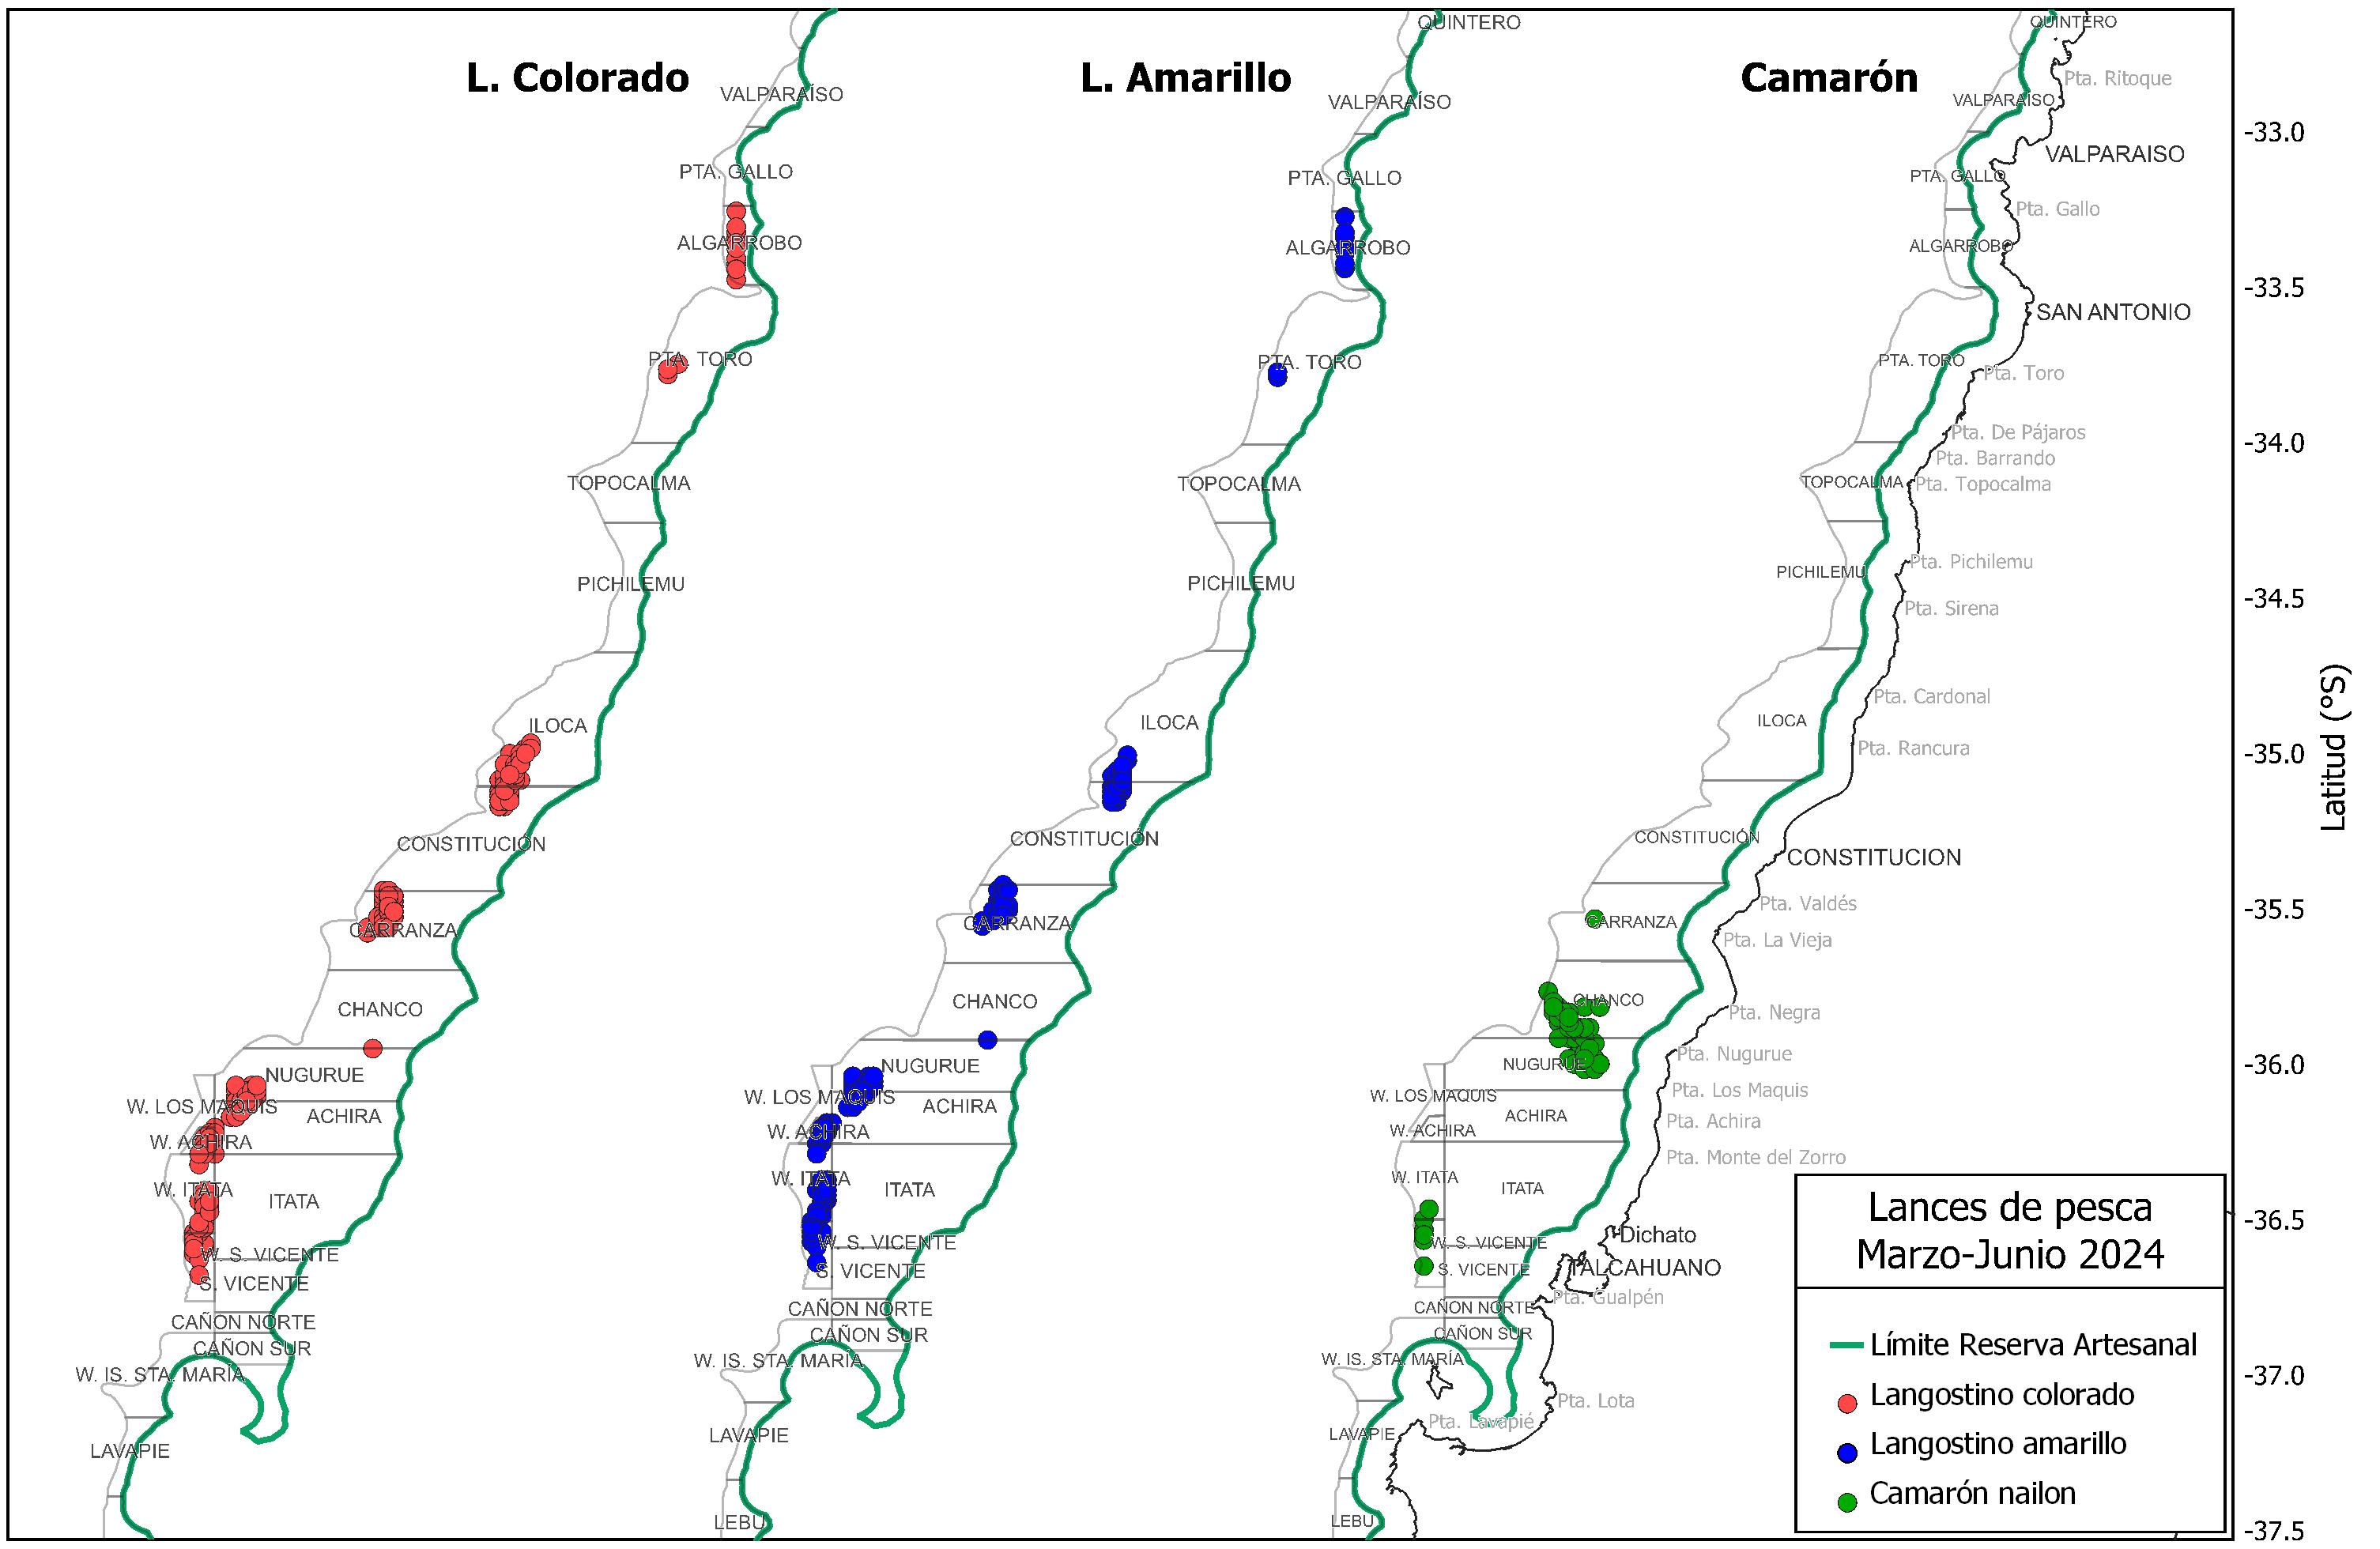 L. Colorado
VALPARAÍSO
PTA. GALLO
ALGARROBO
PTA. TORO
TOPOCALMA
PICHILEMU
ILOCA
CONSTITUCIÓN
CARRANZA
CHANCO
NUGURUE
W. LOS MAQUIS
ACHIRA
W. ACHIRA
W. ITATA
ITATA
W. S. VICENTE
S. VICENTE
CAÑON NORTE
CAÑON SUR
W. IS. STA. MARÍA
LAVAPIE
L. Amarillo
QUINTERO
VALPARAÍSO
PTA. GALLO
ALGARROBO
PTA. TORO
TOPOCALMA
PICHILEMU
ILOCA
CONSTITUCIÓN
CARRANZA
CHANCO
NUGURUE
W. LOS MAQUIS
ACHIRA
W. ACHIRA
W. ITATA
ITATA
W. S. VICENTE
S. VICENTE
CAÑON NORTE
CAÑON SUR
W. IS. STA. MARÍA
LAVAPIE
LEBU
Camarón
QUINTERO
VALPARAÍSO
PTA. GALLO
ALGARROBO
PTA. TORO
TOPOCALMA
PICHILEMU
ILOCA
CONSTITUCIÓN
CARRANZA
CHANCO
NUGURUE
W. LOS MAQUIS
ACHIRA
W. ACHIRA
W. ITATA
ITATA
W. S. VICENTE
S. VICENTE
CAÑON NORTE
CAÑON SUR
W. IS. STA. MARÍA
LAVAPIE
LEBU
Pta. Ritoque
VALPARAISO
Pta. Gallo
SAN ANTONIO
Pta. Toro
Pta. De Pájaros
Pta. Barrando
Pta. Topocalma
Pta. Pichilemu
Pta. Sirena
Pta. Cardonal
Pta. Rancura
CONSTITUCION
Pta. Valdés
Pta. La Vieja
Pta. Negra
Pta. Nugurue
Pta. Los Maquis
Pta. Achira
Pta. Monte del Zorro
Dichato
TALCAHUANO
Pta. Gualpén
Pta. Lota
Pta. Lavapié
-33.0
-33.5
-34.0
-34.5
-35.0
-35.5
-36.0
-36.5
-37.0
-37.5
Latitud (°S)
Lances de pesca
Marzo-Junio 2024
Límite Reserva Artesanal
Langostino colorado
Langostino amarillo
Camarón nailon